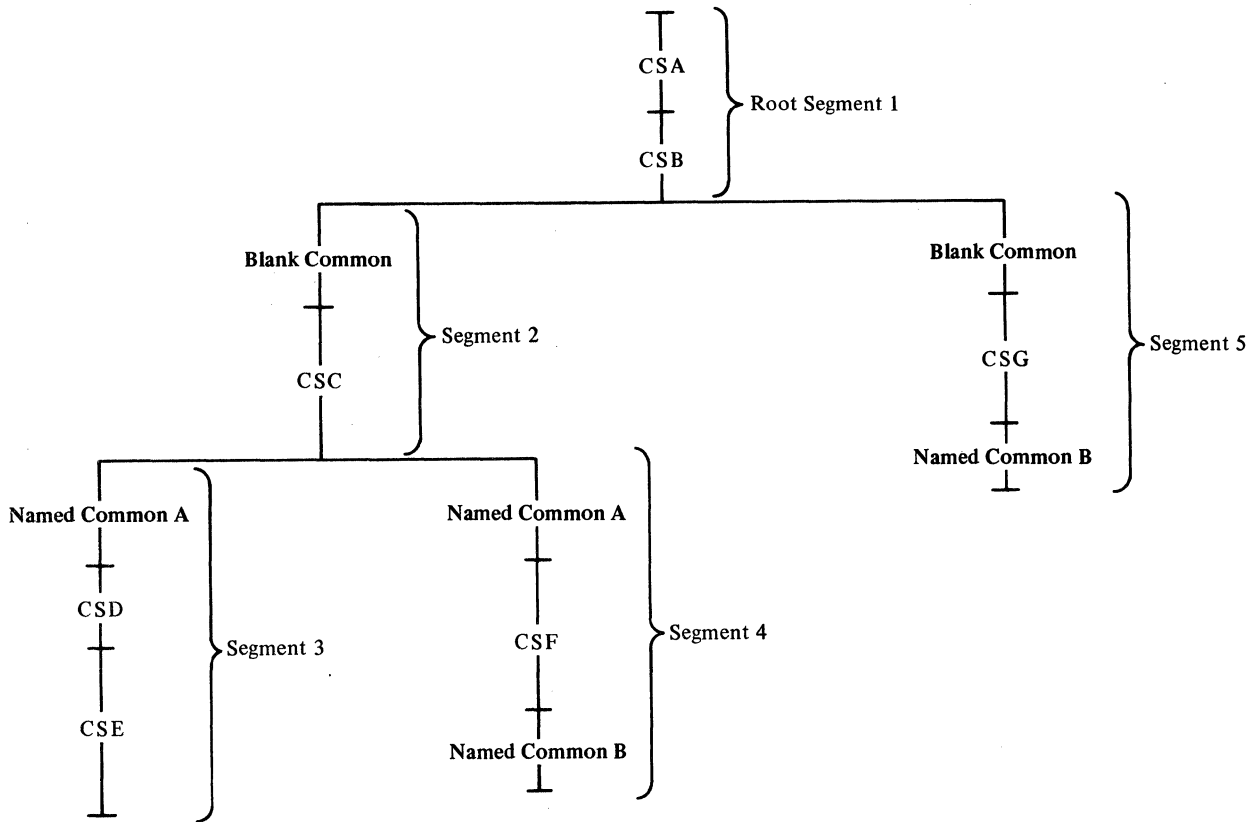 CSA
Root Segment 1
CSB
Blank Common
Segment 2
CSC
Blank Common
CSG
Segment 5
Named Common B
Named Common A
CSD
Segment 3
CSE
Named Common A
CSF
Segment 4
Named Common B